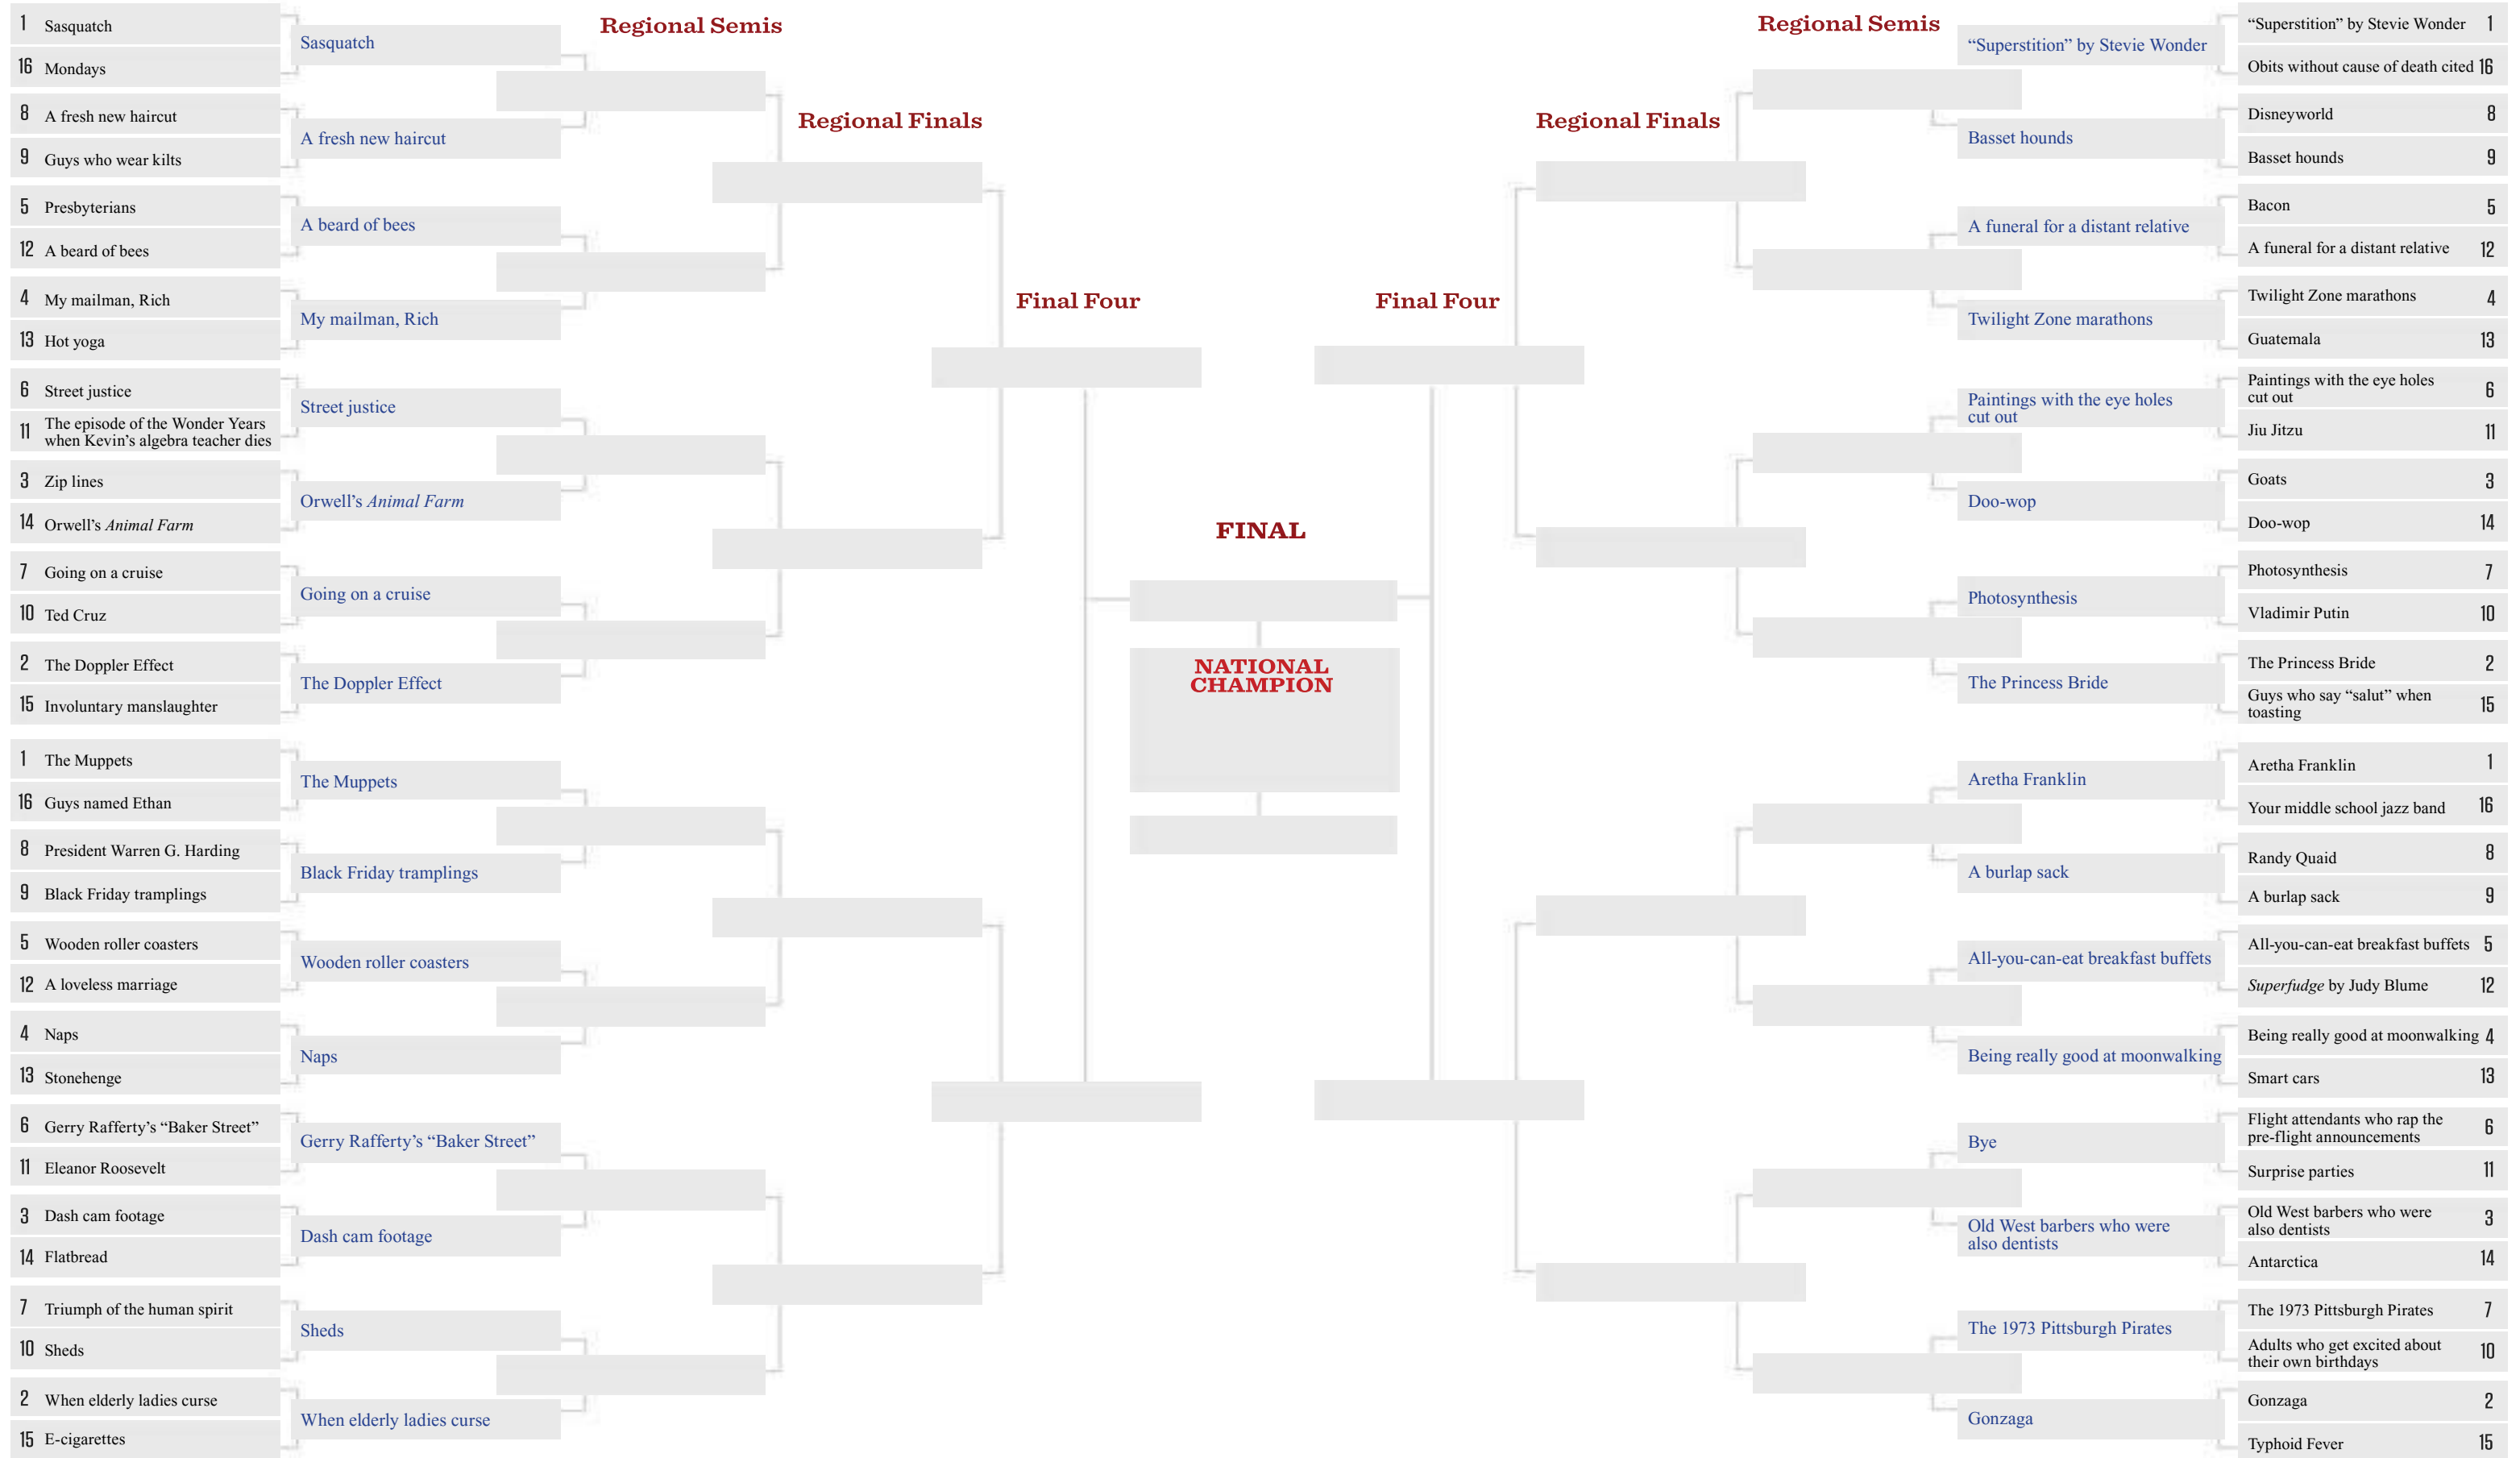 1 Sasquatch
16 Mondays
8 A fresh new haircut
9 Guys who wear kilts
5 Presbyterians
12 A beard of bees
4 My mailman, Rich
13 Hot yoga
6 Street justice
11 The episode of the Wonder Years
when Kevin’s algebra teacher dies
3 Zip lines
14 Orwell’s Animal Farm
7 Going on a cruise
10 Ted Cruz
2 The Doppler Effect
15 Involuntary manslaughter
1 The Muppets
16 Guys named Ethan
8 President Warren G. Harding
9 Black Friday tramplings
5 Wooden roller coasters
12 A loveless marriage
4 Naps
13 Stonehenge
6 Gerry Rafferty’s “Baker Street”
11 Eleanor Roosevelt
3 Dash cam footage
14 Flatbread
7 Triumph of the human spirit
10 Sheds
2 When elderly ladies curse
15 E-cigarettes
Sasquatch
A fresh new haircut
A beard of bees
My mailman, Rich
Street justice
Orwell’s Animal Farm
Going on a cruise
The Doppler Effect
The Muppets
Black Friday tramplings
Wooden roller coasters
Naps
Gerry Rafferty’s “Baker Street”
Dash cam footage
Sheds
When elderly ladies curse
Regional Semis
Regional Finals
Final Four
FINAL
NATIONAL
CHAMPION
Final Four
Regional Finals
Regional Semis
“Superstition” by Stevie Wonder
Basset hounds
A funeral for a distant relative
Twilight Zone marathons
Paintings with the eye holes
cut out
Doo-wop
Photosynthesis
The Princess Bride
Aretha Franklin
A burlap sack
All-you-can-eat breakfast buffets
Being really good at moonwalking
Bye
Old West barbers who were
also dentists
The 1973 Pittsburgh Pirates
Gonzaga
“Superstition” by Stevie Wonder 1
Obits without cause of death cited 16
Disneyworld 8
Basset hounds 9
Bacon 5
A funeral for a distant relative 12
Twilight Zone marathons 4
Guatemala 13
Paintings with the eye holes
cut out 6
Jiu Jitzu 11
Goats 3
Doo-wop 14
Photosynthesis 7
Vladimir Putin 10
The Princess Bride 2
Guys who say “salut” when
toasting 15
Aretha Franklin 1
Your middle school jazz band 16
Randy Quaid 8
A burlap sack 9
All-you-can-eat breakfast buffets 5
Superfudge by Judy Blume 12
Being really good at moonwalking 4
Smart cars 13
Flight attendants who rap the
pre-flight announcements 6
Surprise parties 11
Old West barbers who were
also dentists 3
Antarctica 14
The 1973 Pittsburgh Pirates 7
Adults who get excited about
their own birthdays 10
Gonzaga 2
Typhoid Fever 15